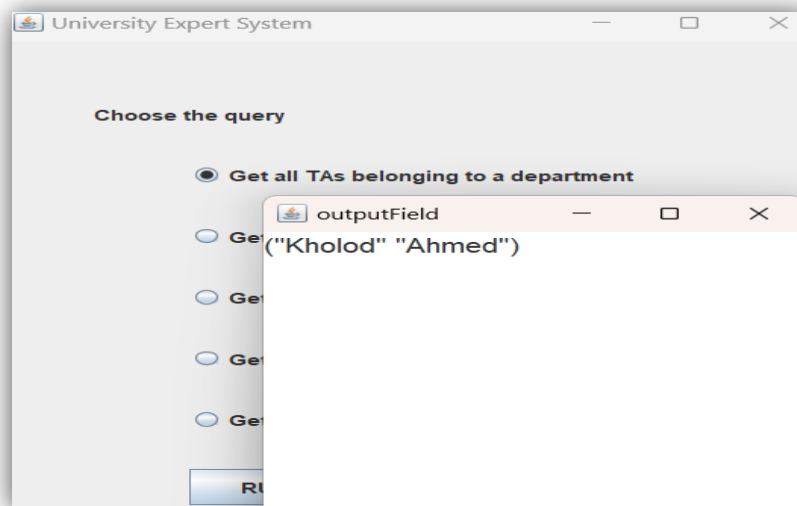 University Expert System
Choose the query
Get all TAs belonging to a department
outputField
Get
("Kholod" "Ahmed")
Get
Get
Get